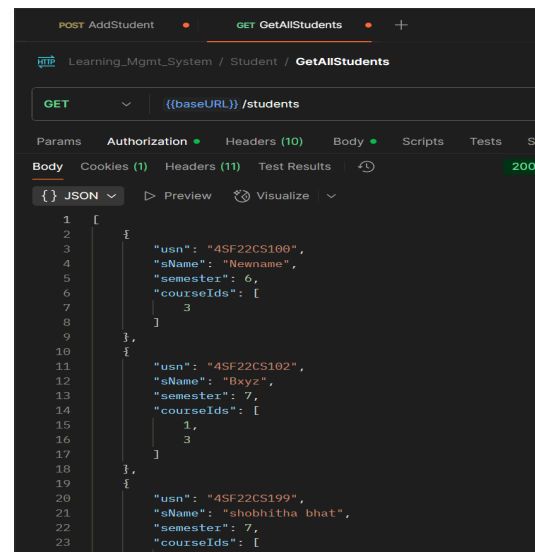 POST AddStudent GET GetAllStudents +
HTTP Learning_Mgmt_System / Student / GetAllStudents
GET {{baseURL}} /students
Params Authorization Headers (10) Body Scripts Tests S
Body Cookies (1) Headers (11) Test Results 200
{} JSON Preview Visualize
1 [
2 {
3 "usn": "4SF22CS100",
4 "sName": "Newname",
5 "semester": 6,
6 "courseIds": [
7 3
8 ]
9 },
10 {
11 "usn": "4SF22CS102",
12 "sName": "Bxyz",
13 "semester": 7,
14 "courseIds": [
15 1,
16 3
17 ]
18 },
19 {
20 "usn": "4SF22CS199",
21 "sName": "shobhitha bhat",
22 "semester": 7,
23 "courseIds": [